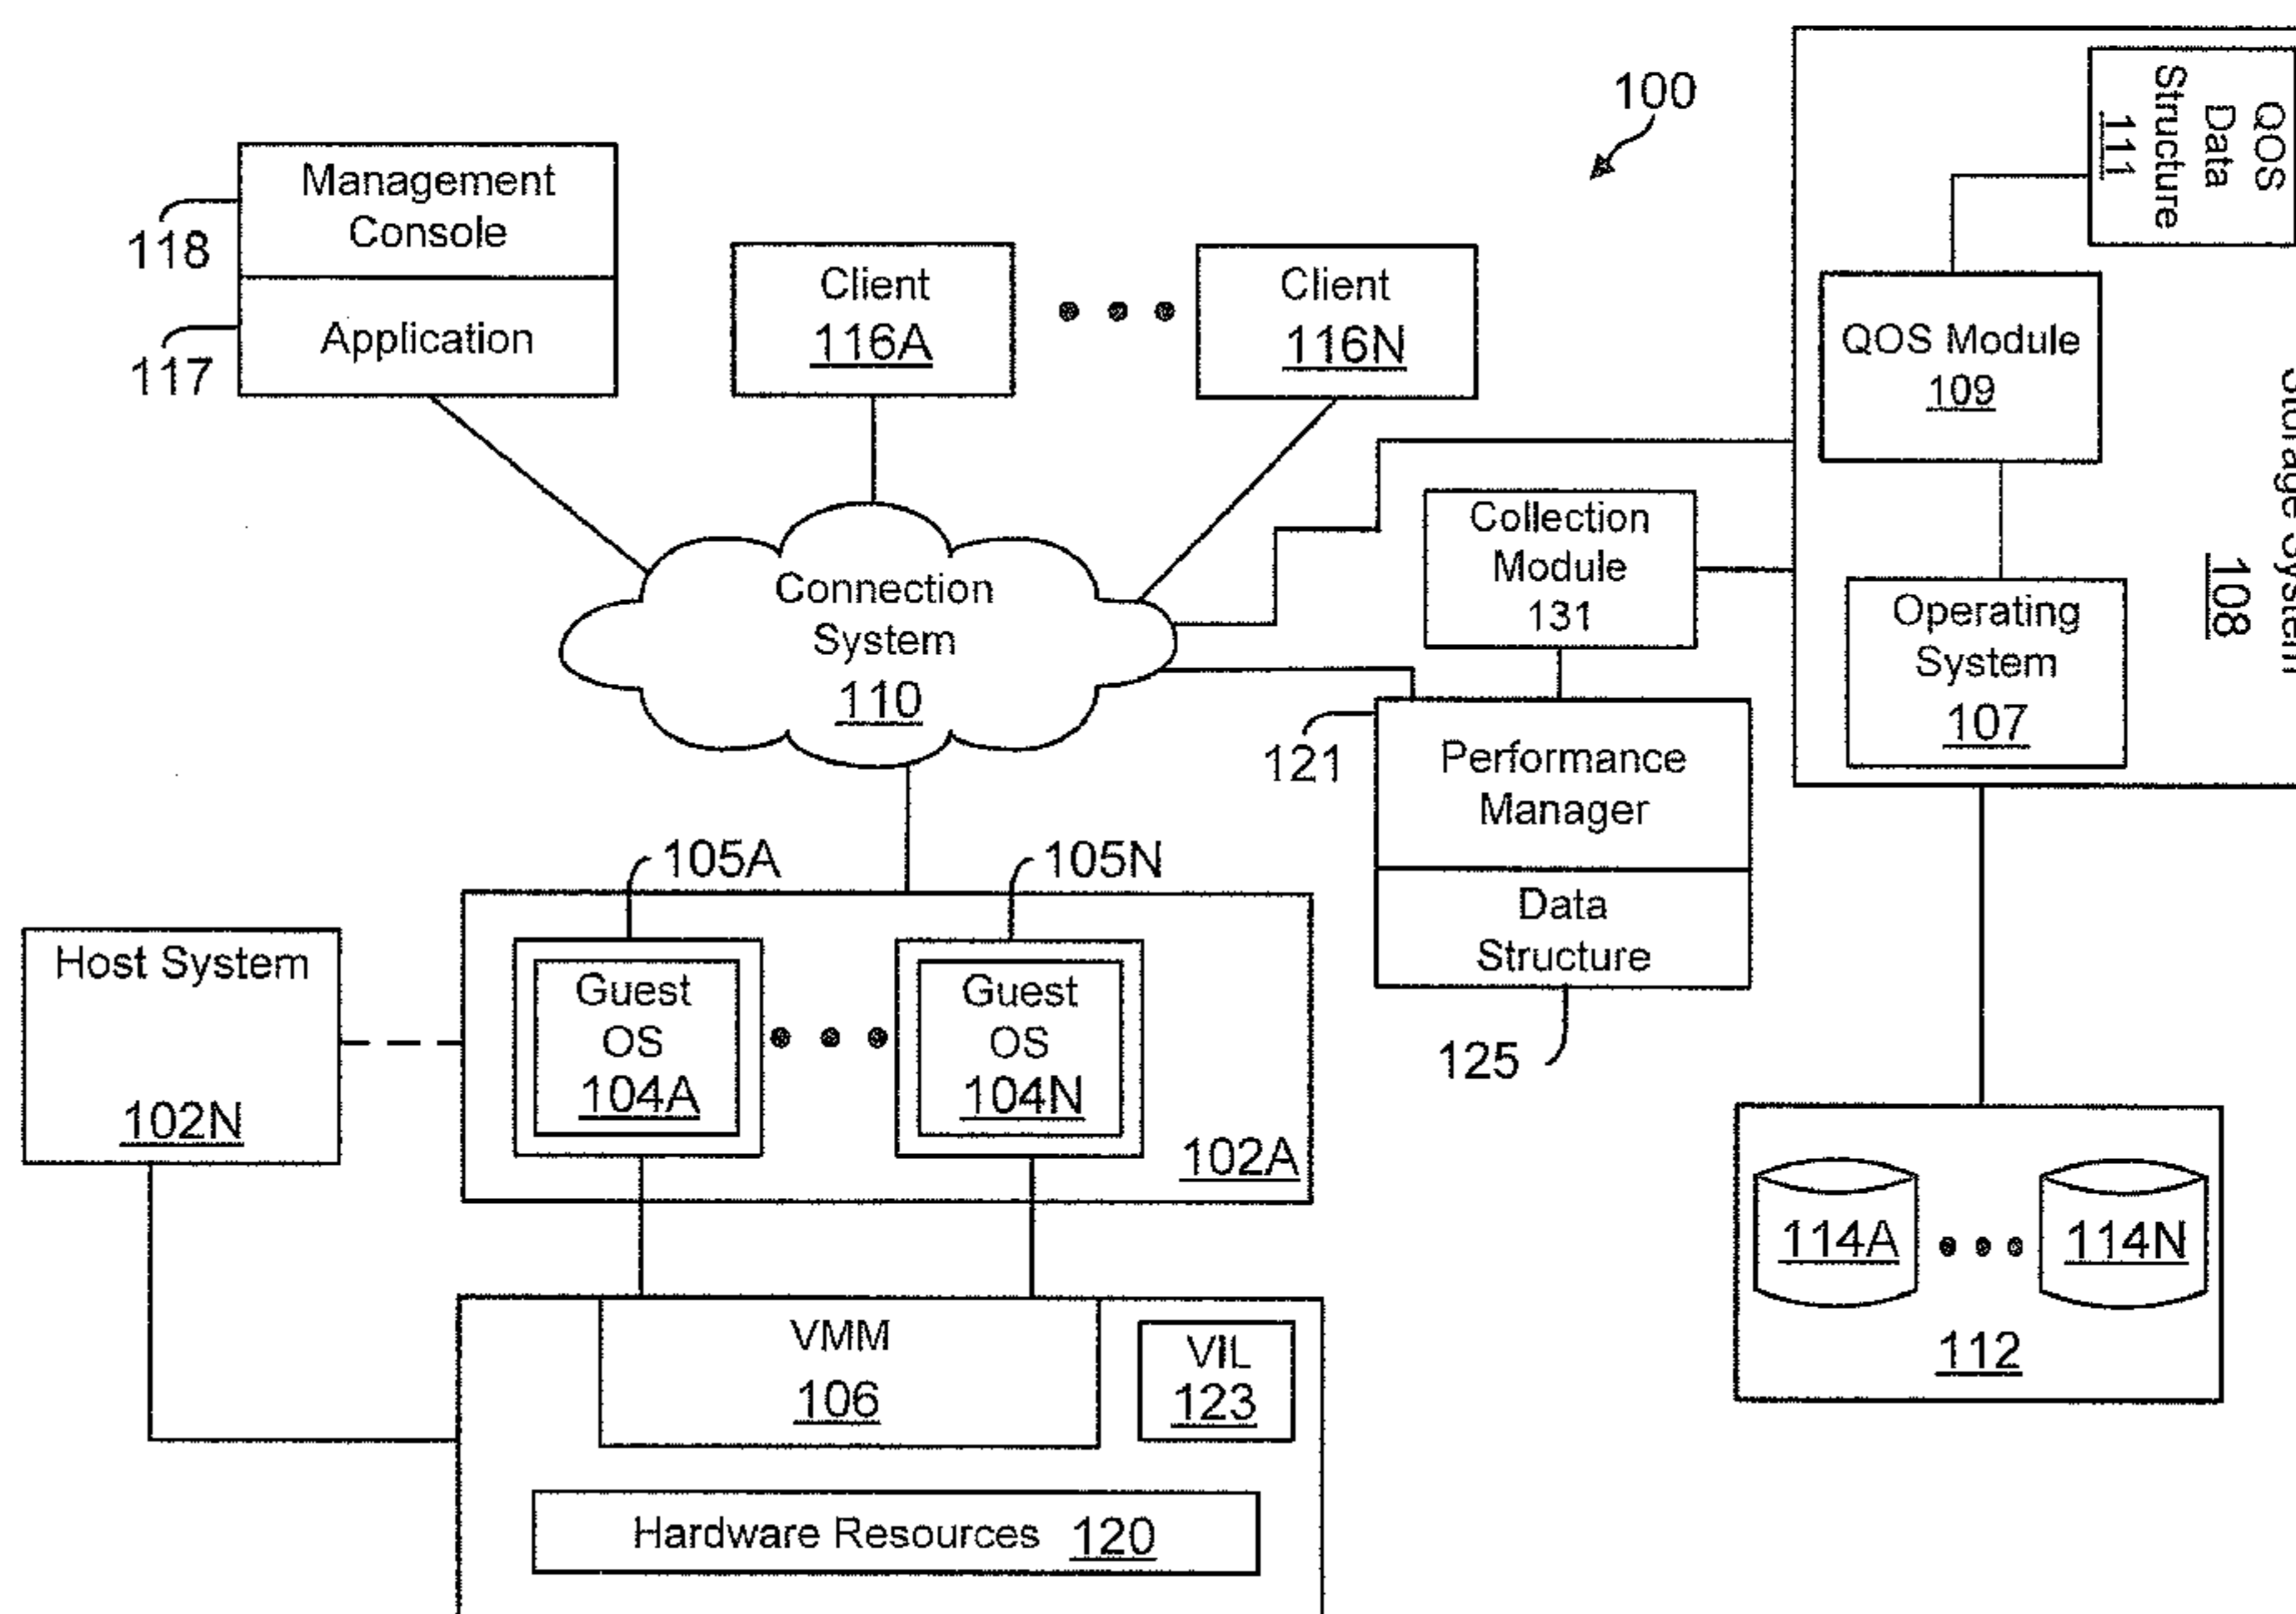 100
Management
Console
118
Application
117
Client
116A
Client
116N
QOS
Data
Structure
111
QOS Module
109
Storage System
108
Operating
System
107
Collection
Module
131
Connection
System
110
121
Performance
Manager
Data
Structure
125
105A
105N
Host System
102N
Guest
OS
104A
Guest
OS
104N
102A
114A
114N
112
VMM
106
VIL
123
Hardware Resources 120